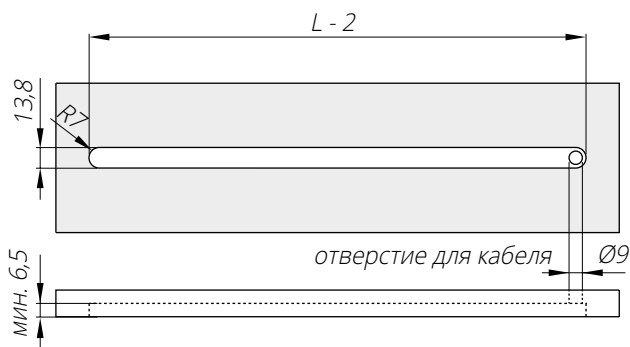 L - 2
13,8
R7
отверстие для кабеля
Ø9
мин. 6,5